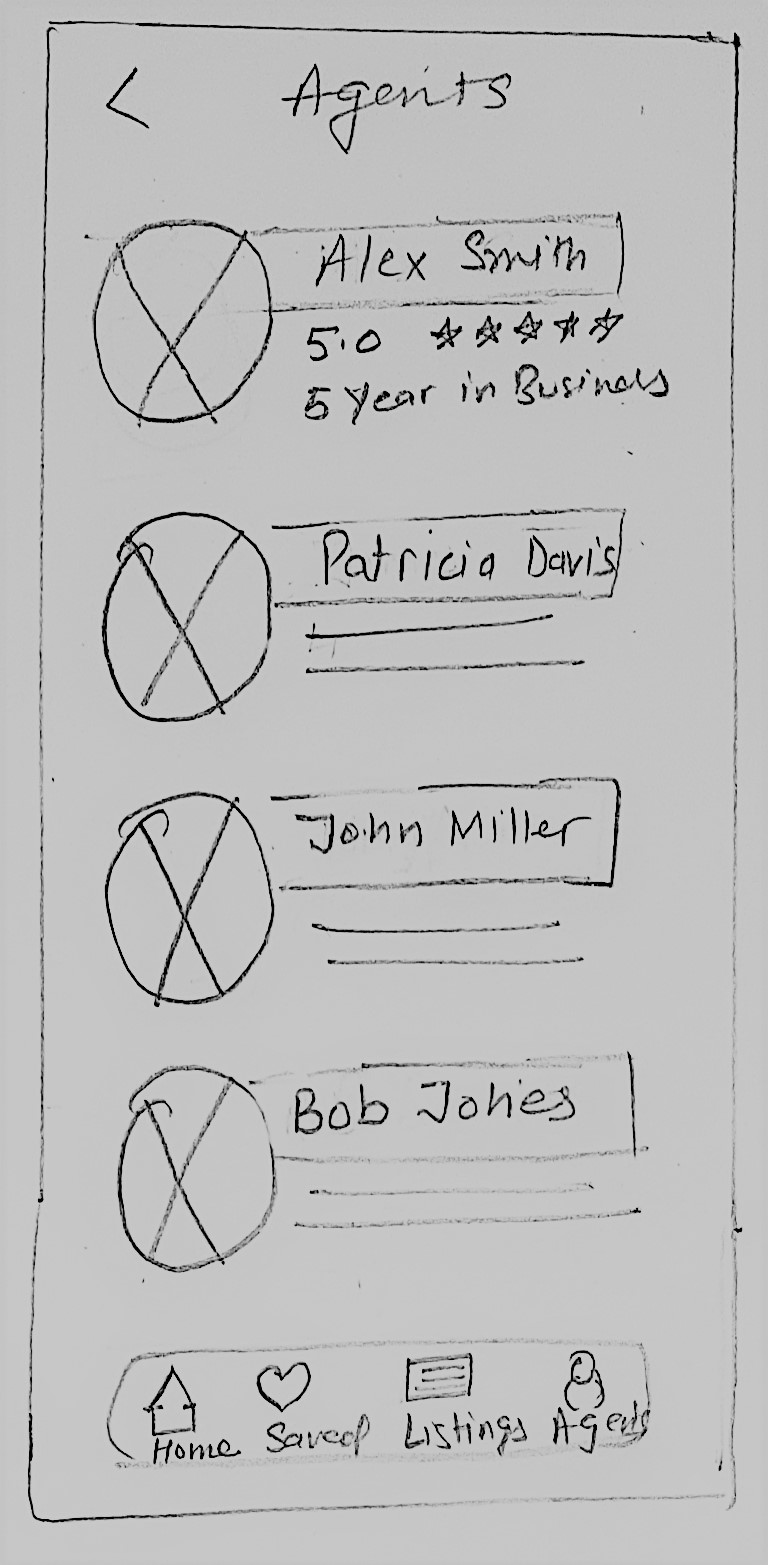 < Agents
Alex Smith
5.0 ☆☆☆☆☆
5 Year in Business
Patricia Davis
John Miller
Bob Jones
Home Saved Listings Agents